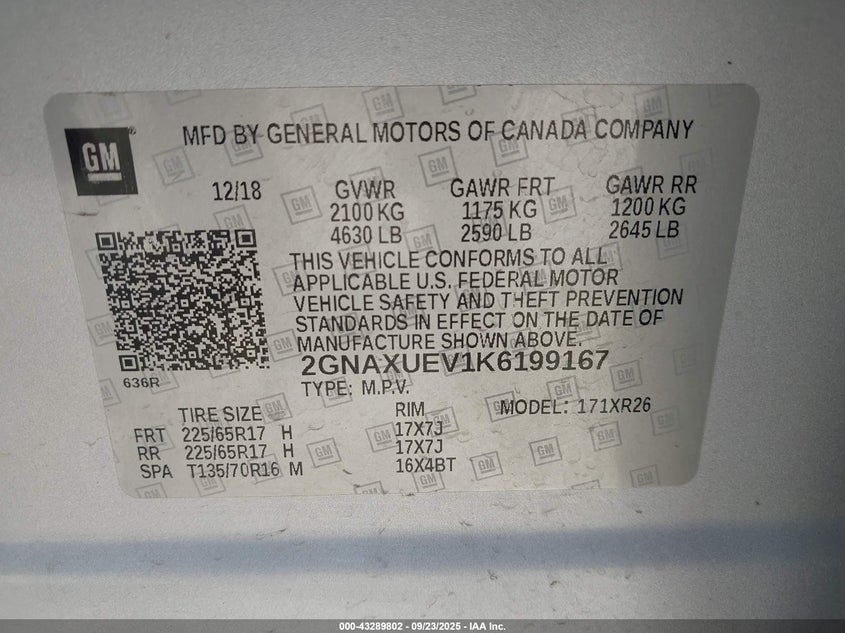 GM
MFD BY GENERAL MOTORS OF CANADA COMPANY
12/18 GVWR GAWR FRT GAWR RR
2100 KG 1175 KG 1200 KG
4630 LB 2590 LB 2645 LB
THIS VEHICLE CONFORMS TO ALL
APPLICABLE U.S. FEDERAL MOTOR
VEHICLE SAFETY AND THEFT PREVENTION
STANDARDS IN EFFECT ON THE DATE OF
MANUFACTURE SHOWN ABOVE.
2GNAXUEV1K6199167
636R
TYPE: M.P.V.
TIRE SIZE RIM MODEL: 171XR26
FRT 225/65R17 H 17X7J
RR 225/65R17 H 17X7J
SPA T135/70R16 M 16X4BT
000-43289802 - 09/23/2025 - IAA Inc.